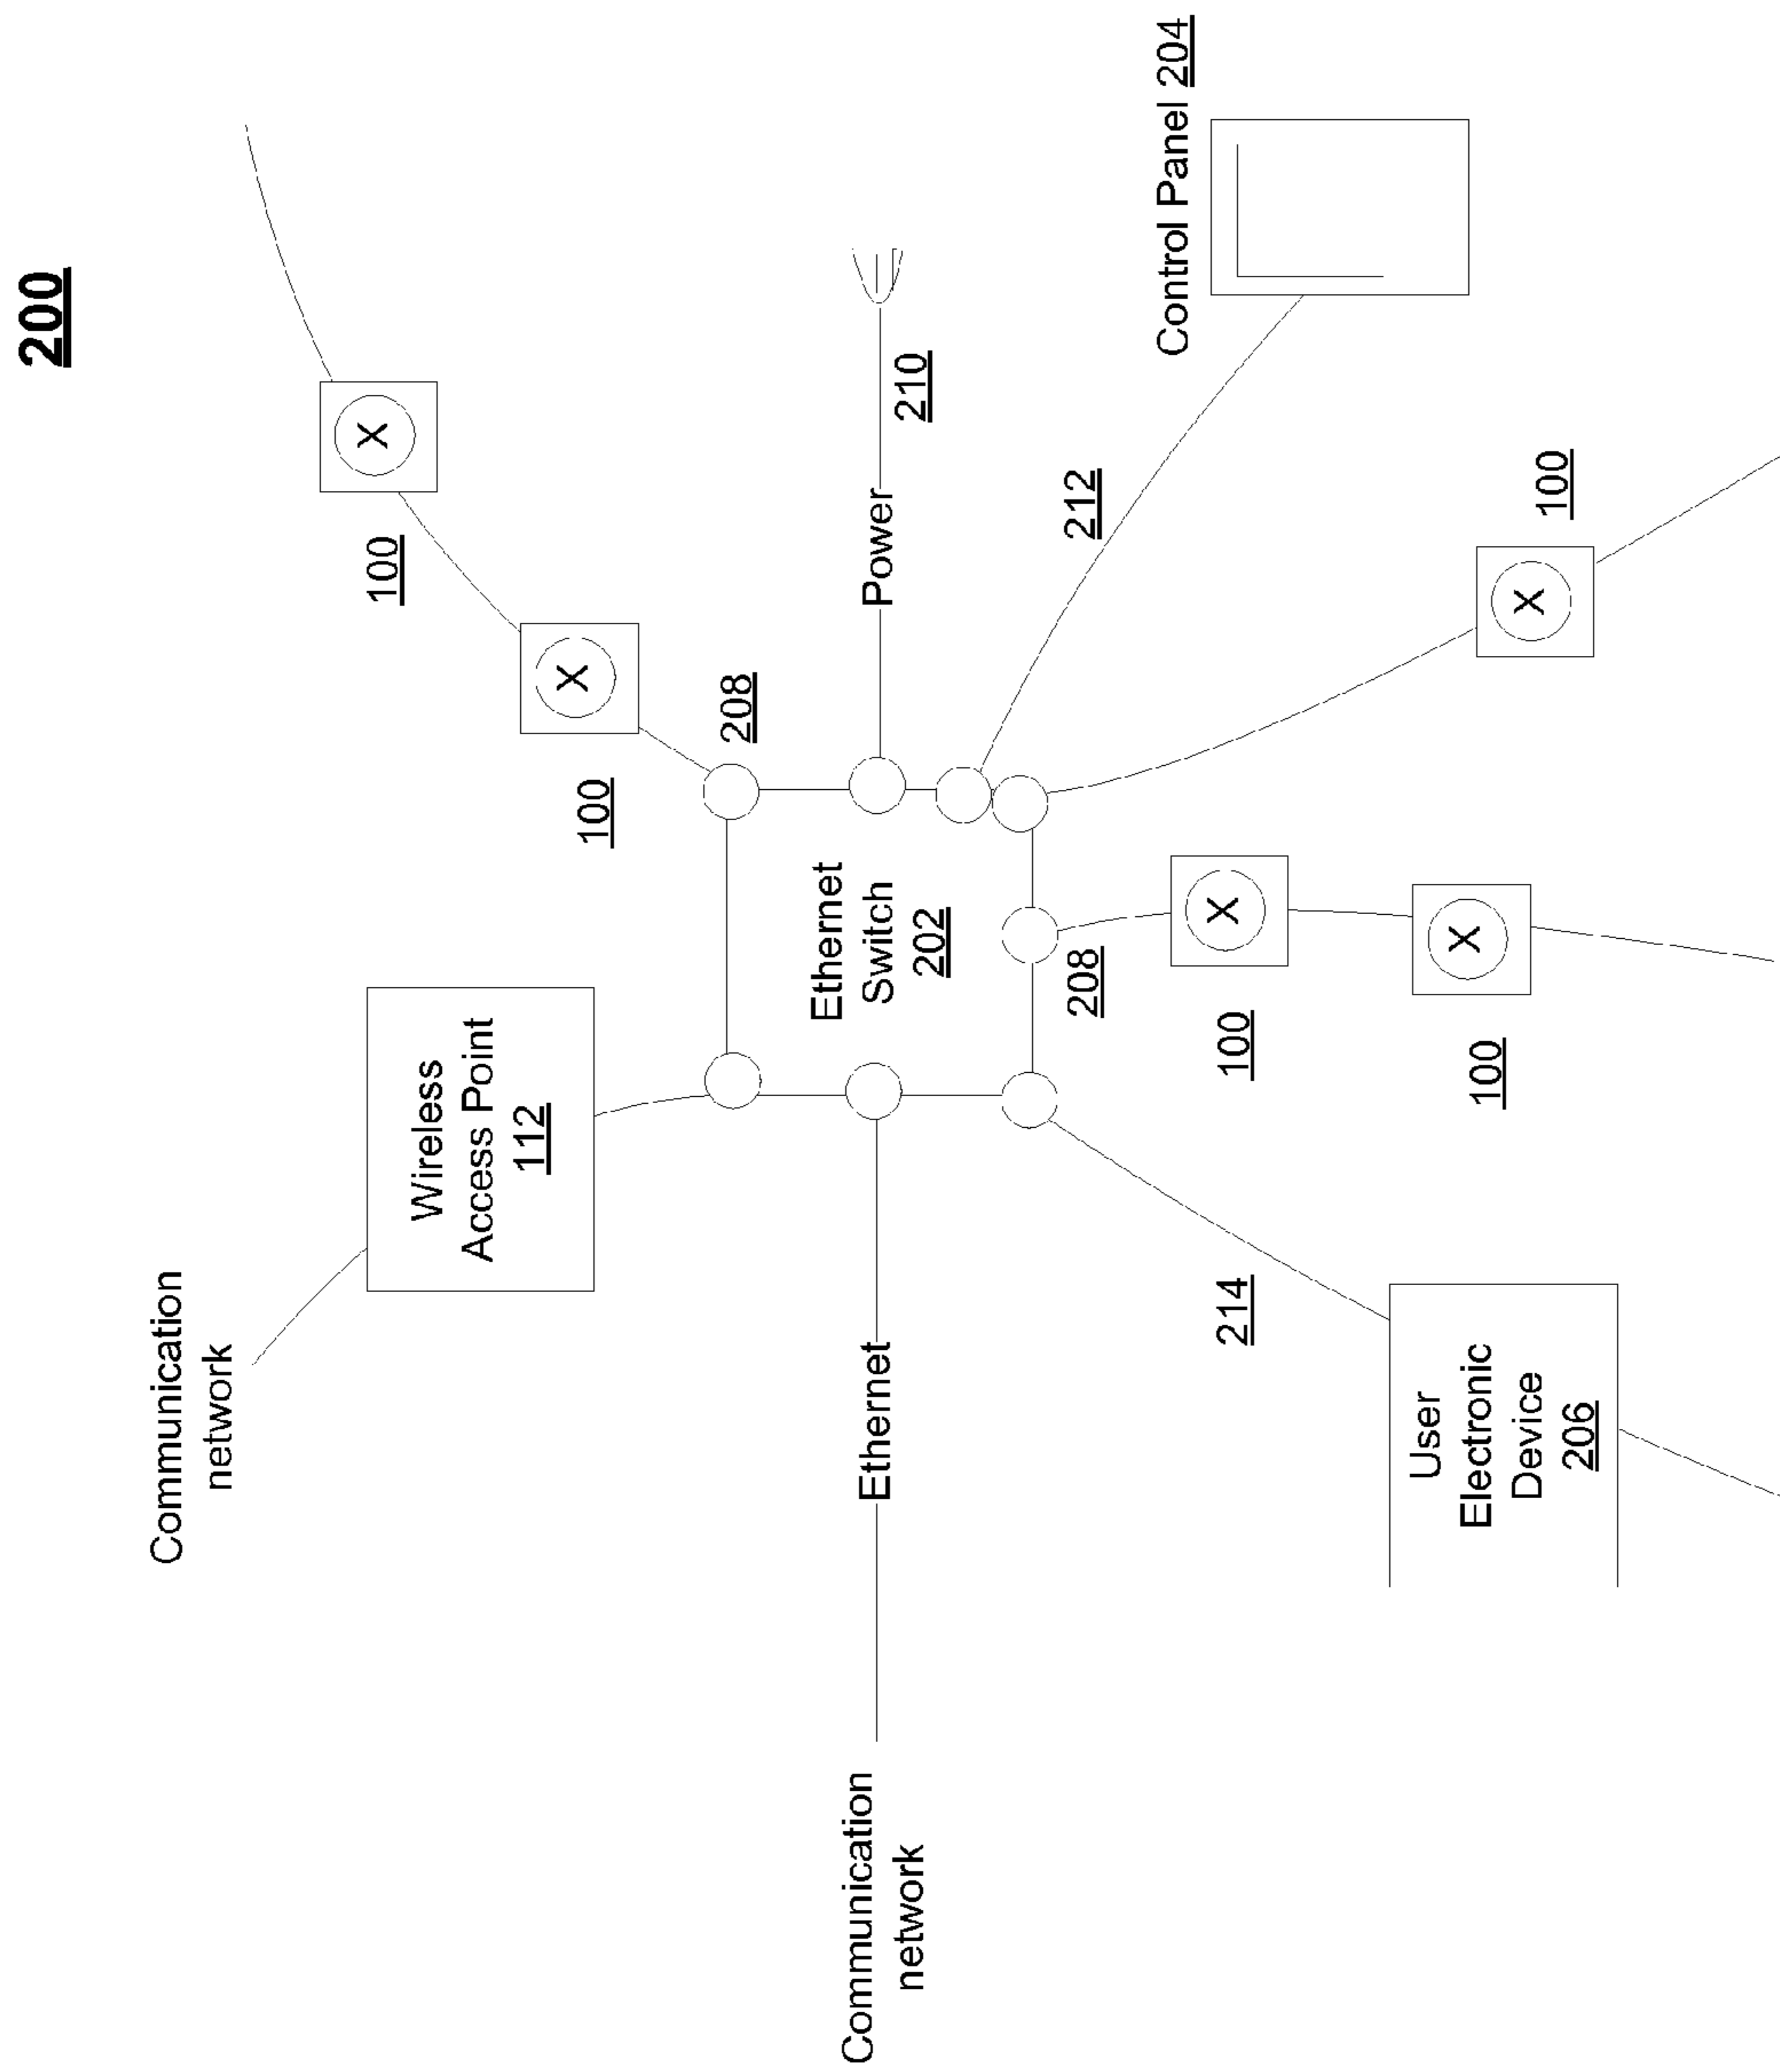 200
Communication
network
100
Wireless
Access Point
112
100
208
Communication
network
Ethernet
Ethernet
Switch
202
Power
210
208
212
Control Panel 204
214
100
User
Electronic
Device
206
100
100